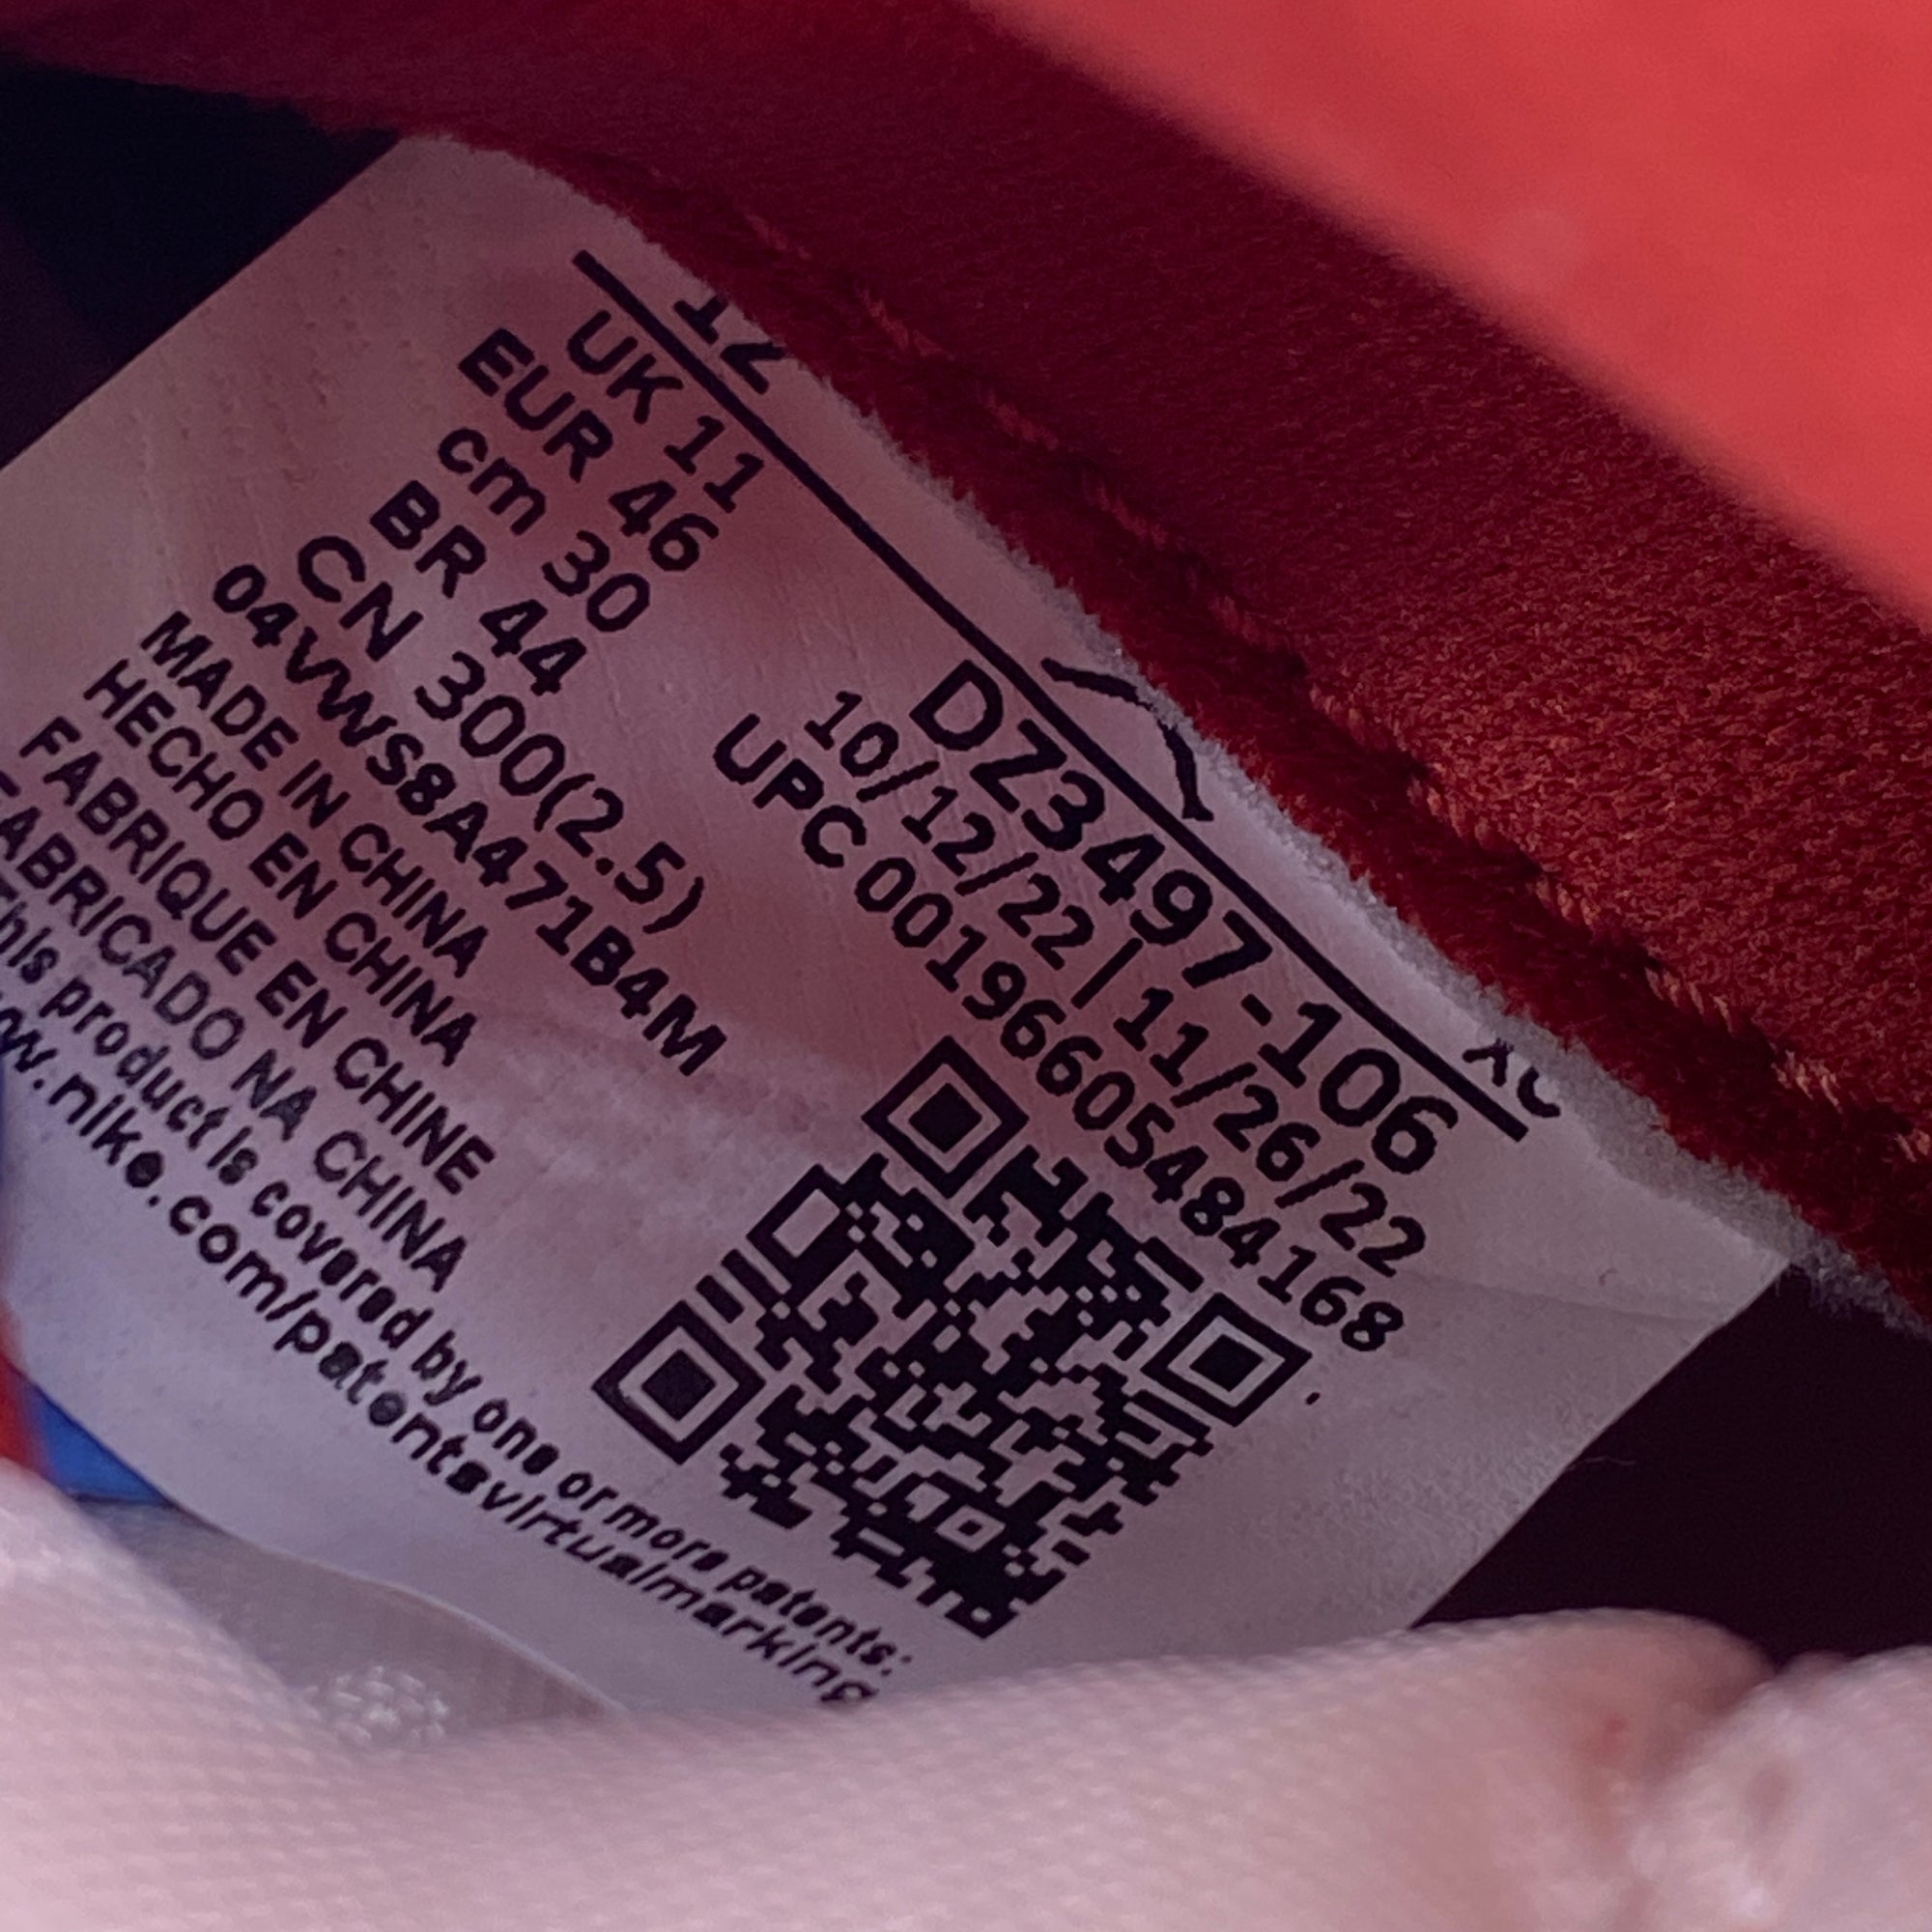 12
UK 11
EUR 46
cm 30
BR 44
CN 300(2.5)
04VWS8A471B4M
MADE IN CHINA
HECHO EN CHINA
FABRIQUE EN CHINE
FABRICADO NA CHINA
This product is covered by one or more patents:
w.nike.com/patentsvirtualmarking
DZ3497-106
10/12/22 | 11/26/22
UPC 00196605484168